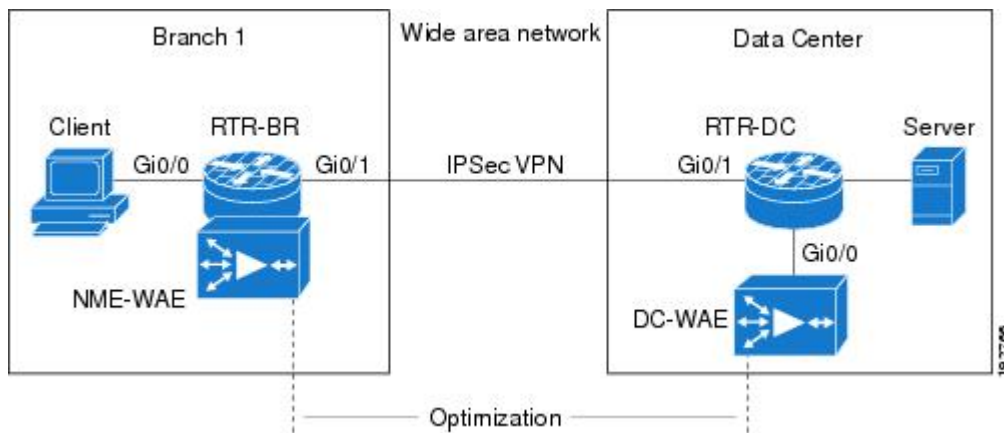 Branch 1
Wide area network
Data Center
Client
RTR-BR
RTR-DC
Server
Gi0/0
Gi0/1
IPSec VPN
Gi0/1
Gi0/0
NME-WAE
DC-WAE
Optimization